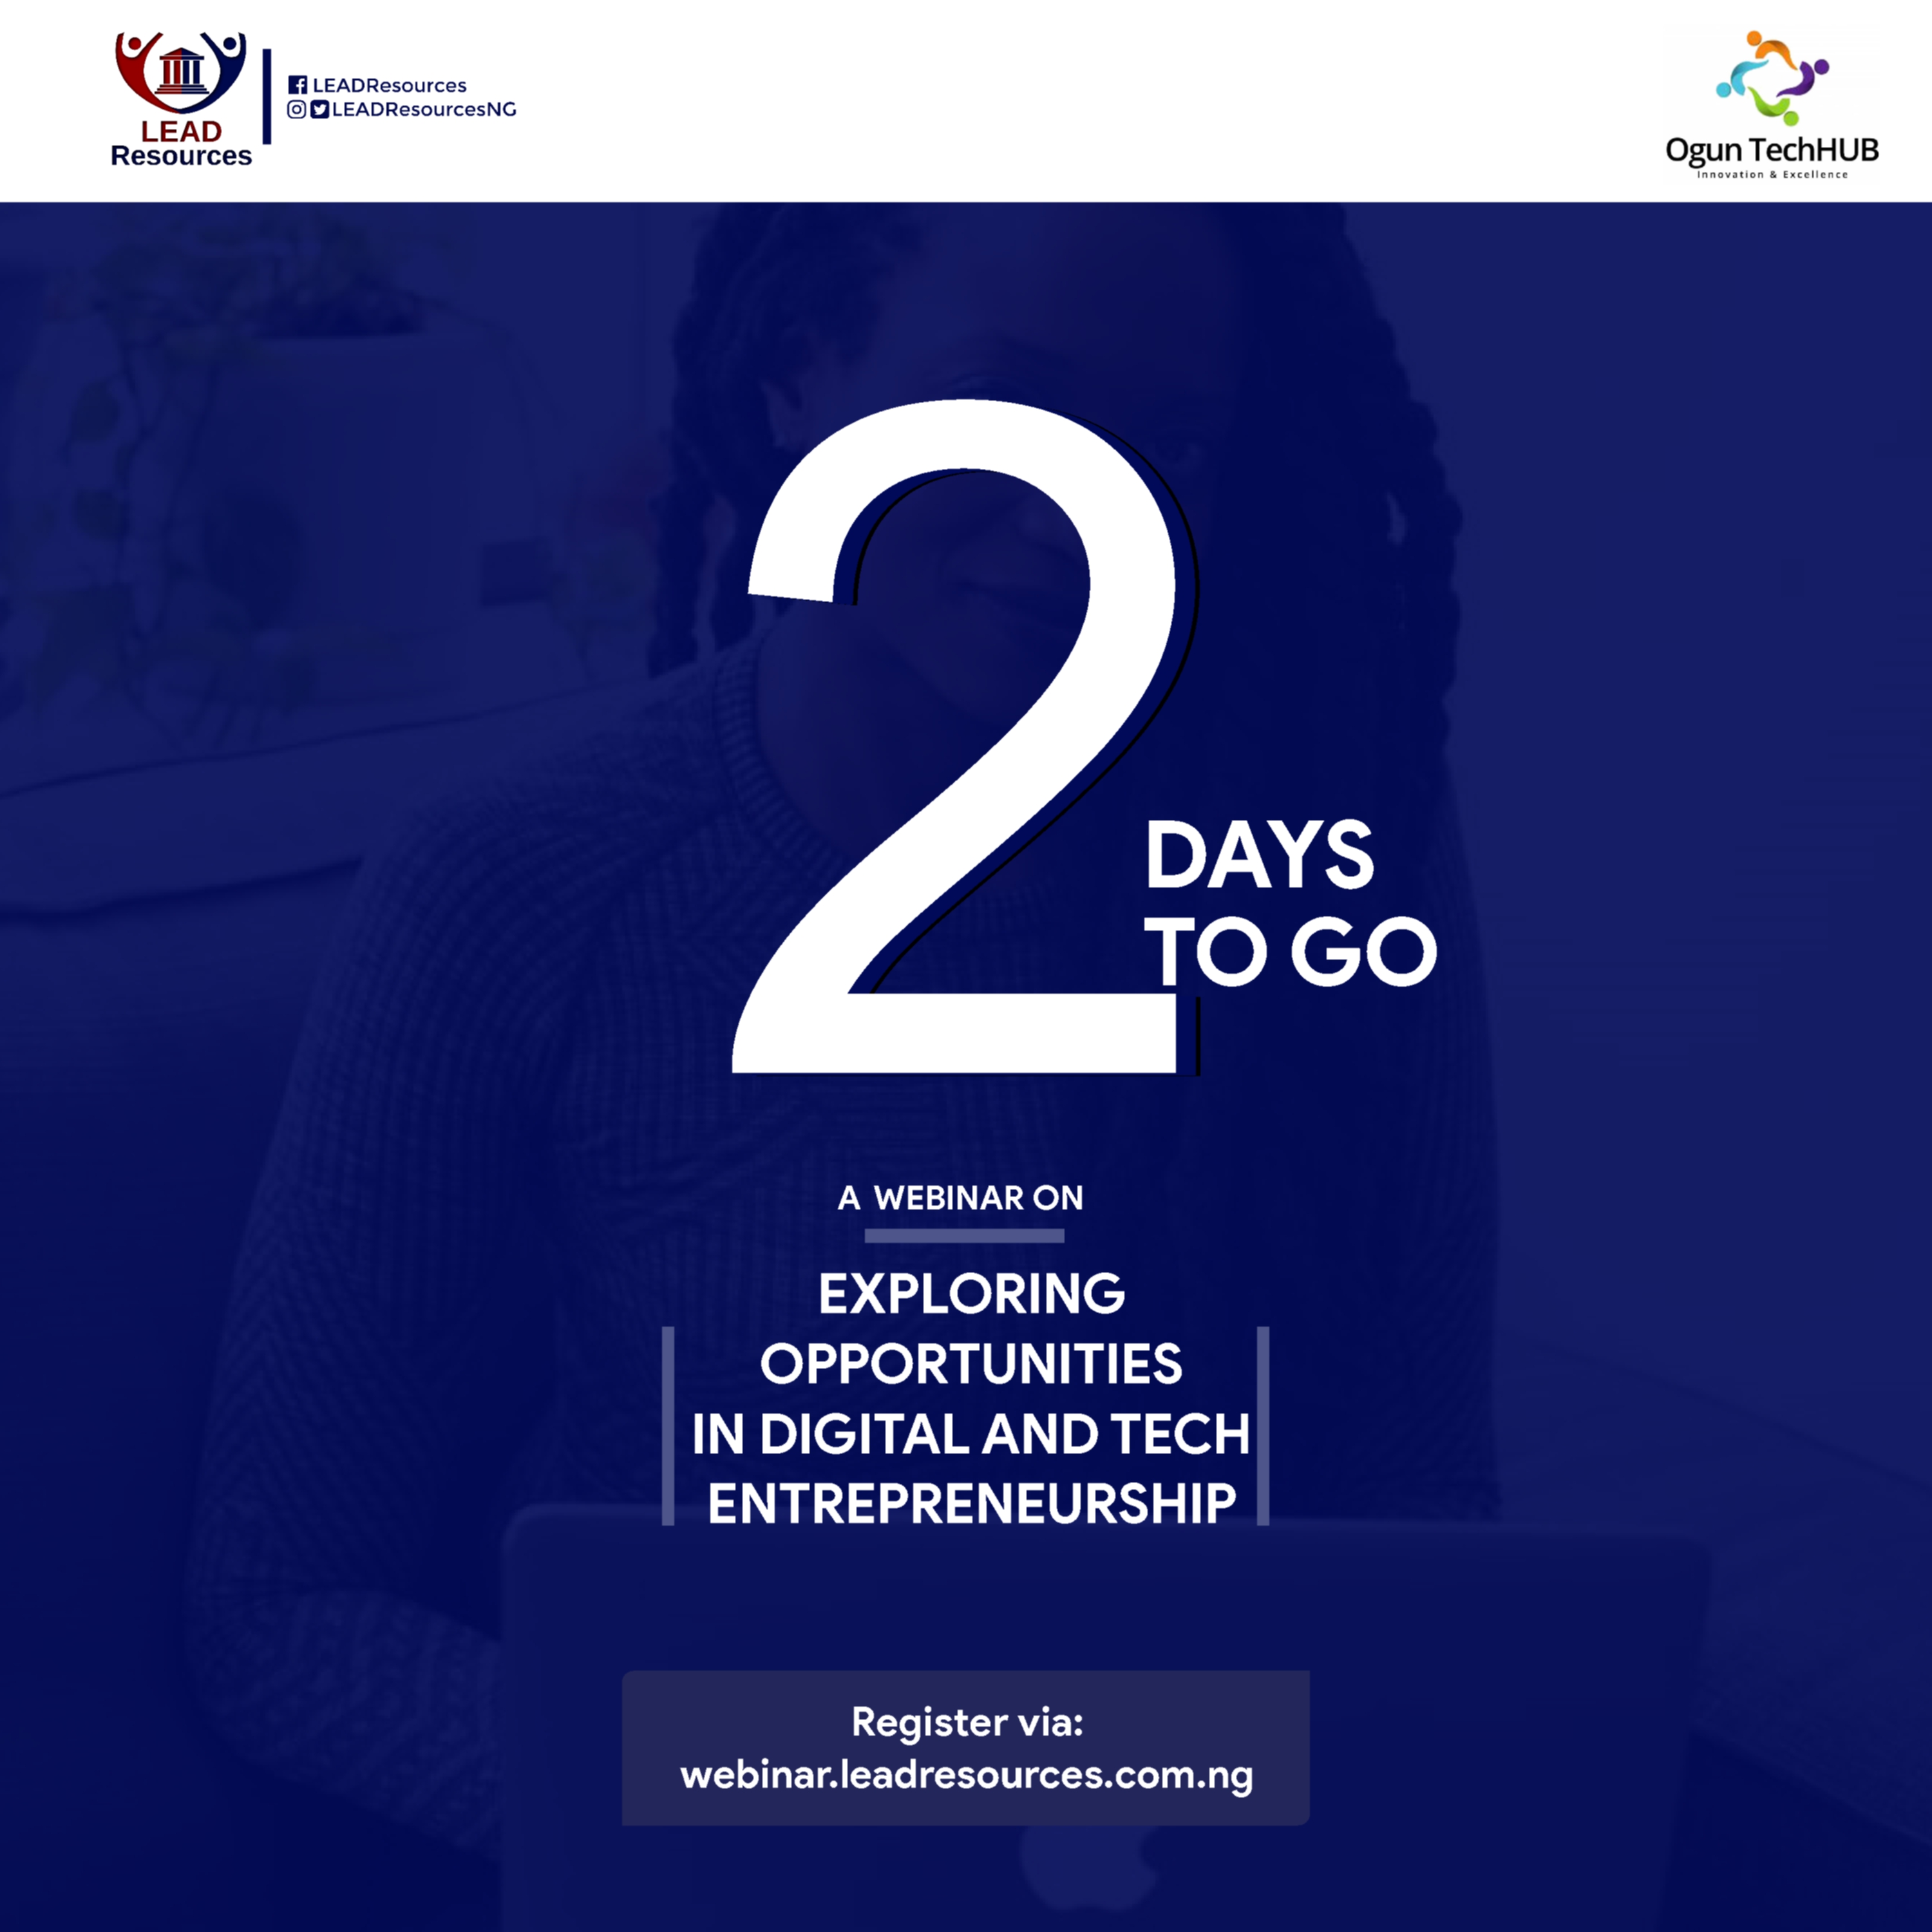 LEAD
Resources
LEADResources
LEADResourcesNG
Ogun TechHUB
Innovation & Excellence
2
DAYS
TO GO
A WEBINAR ON
EXPLORING
OPPORTUNITIES
IN DIGITAL AND TECH
ENTREPRENEURSHIP
Register via:
webinar.leadresources.com.ng